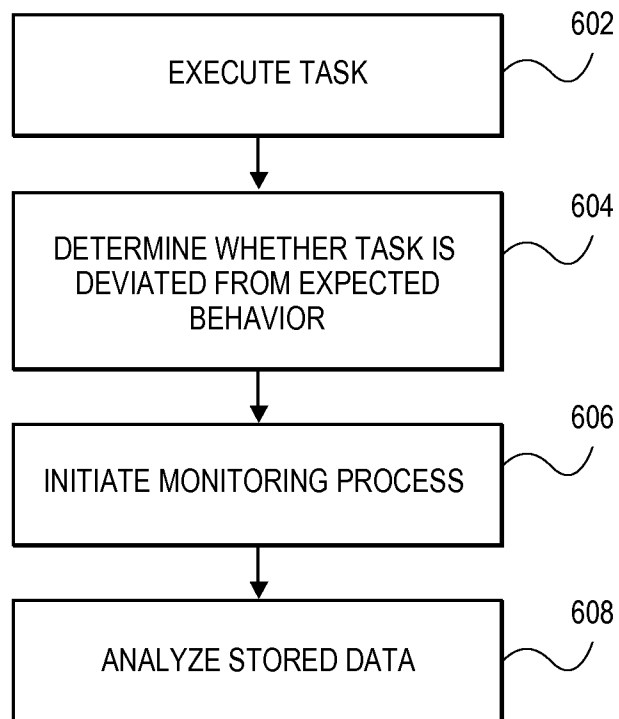 602
EXECUTE TASK
604
DETERMINE WHETHER TASK IS
DEVIATED FROM EXPECTED
BEHAVIOR
606
INITIATE MONITORING PROCESS
608
ANALYZE STORED DATA